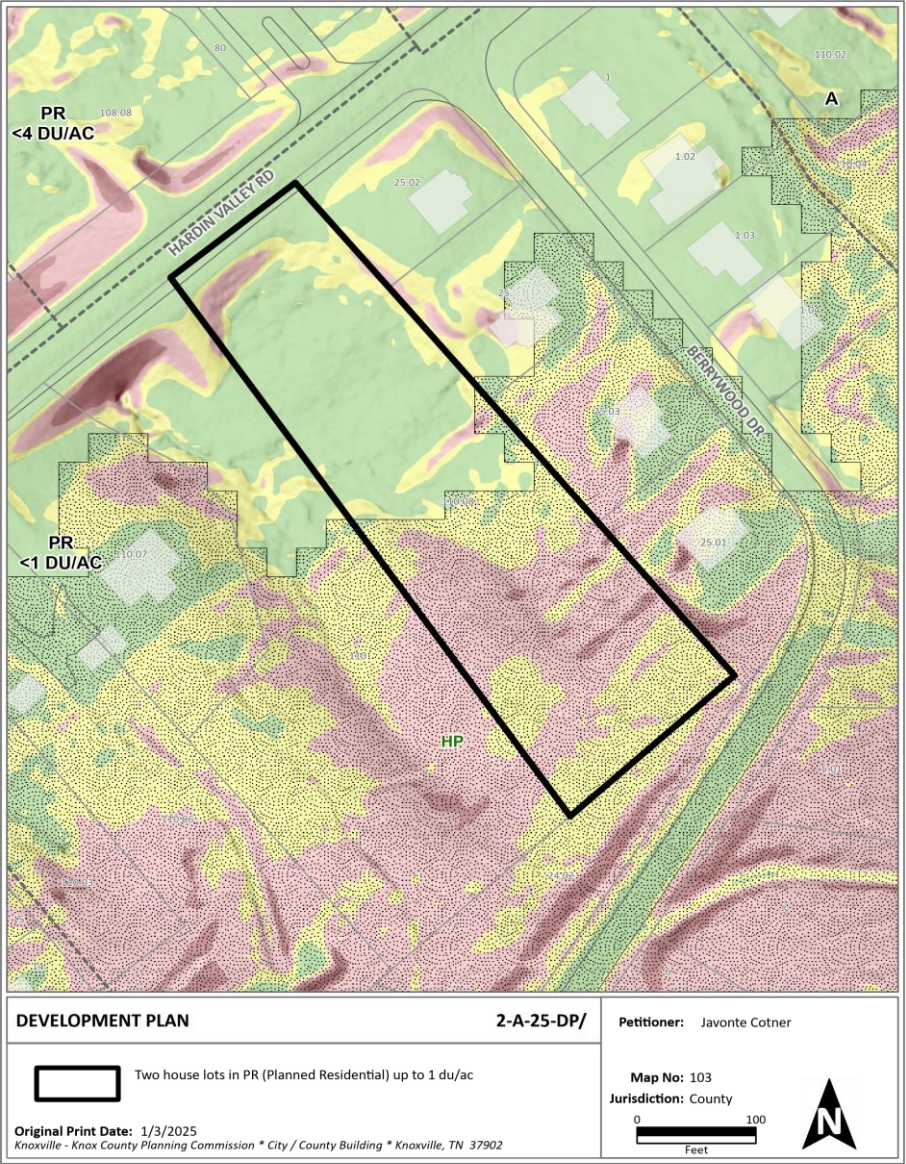 80
110.02
PR
<4 DU/AC
108.08
A
1
1.02
25.02
HARDIN VALLEY RD
1.03
BERRYWOOD DR
25.03
25.01
PR
<1 DU/AC
110.07
110
HP
DEVELOPMENT PLAN
2-A-25-DP/
Petitioner: Javonte Cotner
Two house lots in PR (Planned Residential) up to 1 du/ac
Map No: 103
Jurisdiction: County
0 100
Feet
N
Original Print Date: 1/3/2025
Knoxville - Knox County Planning Commission * City / County Building * Knoxville, TN 37902